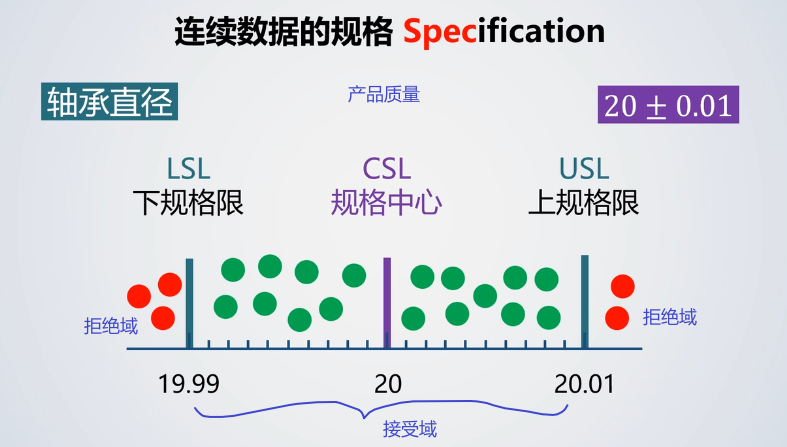 连续数据的规格 Specification
轴承直径
产品质量
20 ± 0.01
LSL
下规格限
CSL
规格中心
USL
上规格限
拒绝域
拒绝域
19.99
20
20.01
接受域